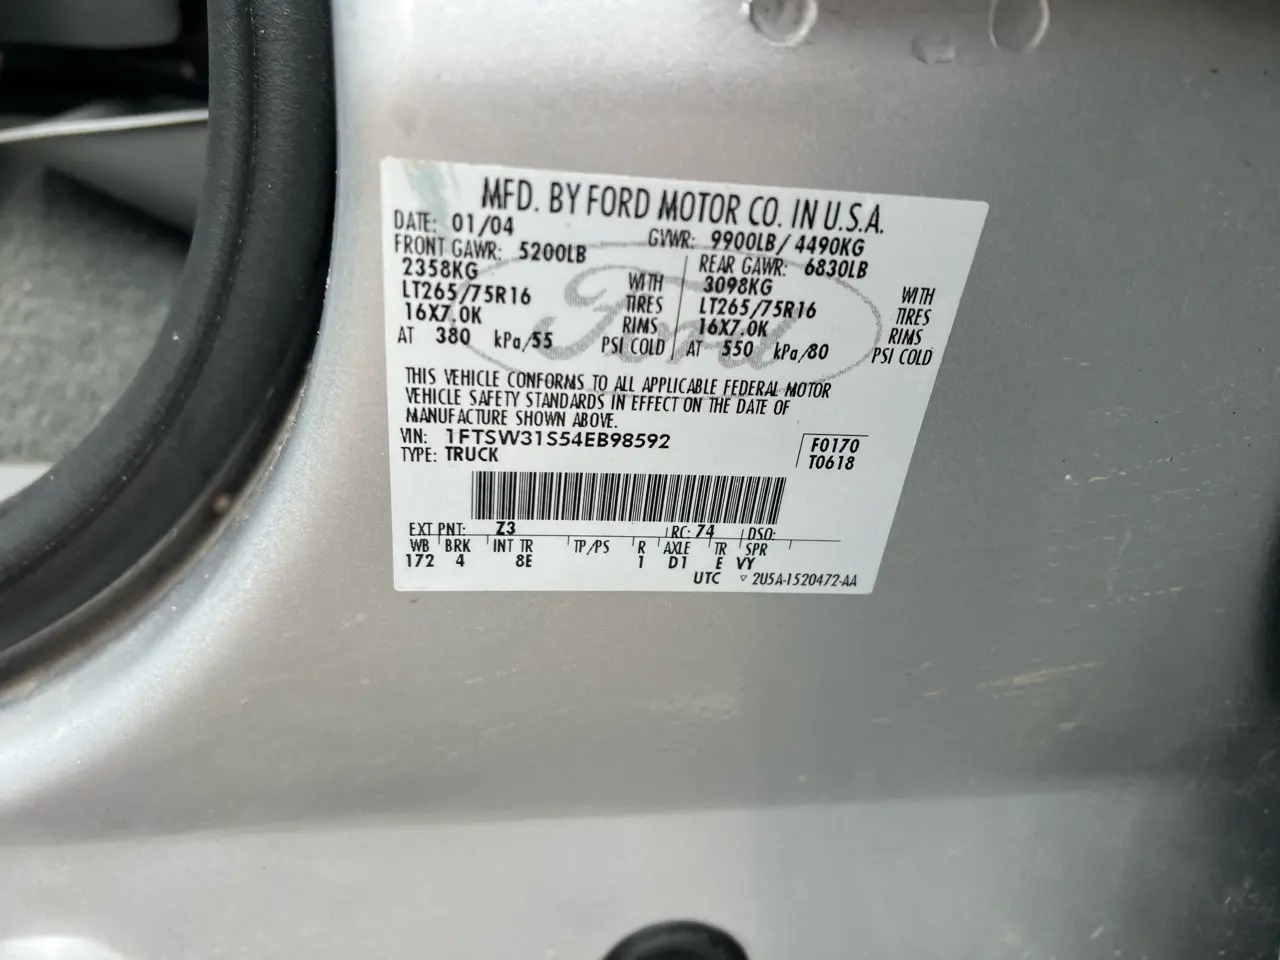 MFD. BY FORD MOTOR CO. IN U.S.A.
DATE: 01/04 GVWR: 9900LB/ 4490KG
FRONT GAWR: 5200LB REAR GAWR: 6830LB
2358KG WITH 3098KG WITH
LT265/75R16 TIRES LT265/75R16 TIRES
16X7.0K RIMS 16X7.0K RIMS
AT 380 kPa/55 PSI COLD AT 550 kPa/80 PSI COLD
Ford
THIS VEHICLE CONFORMS TO ALL APPLICABLE FEDERAL MOTOR
VEHICLE SAFETY STANDARDS IN EFFECT ON THE DATE OF
MANUFACTURE SHOWN ABOVE.
VIN: 1FTSW31S54EB98592 F0170
TYPE: TRUCK T0618
EXT PNT: Z3 RC: 74 DSO:
WB BRK INT TR TP/PS R AXLE TR SPR
172 4 8E 1 D1 E VY
UTC ▽ 2U5A-1520472-AA